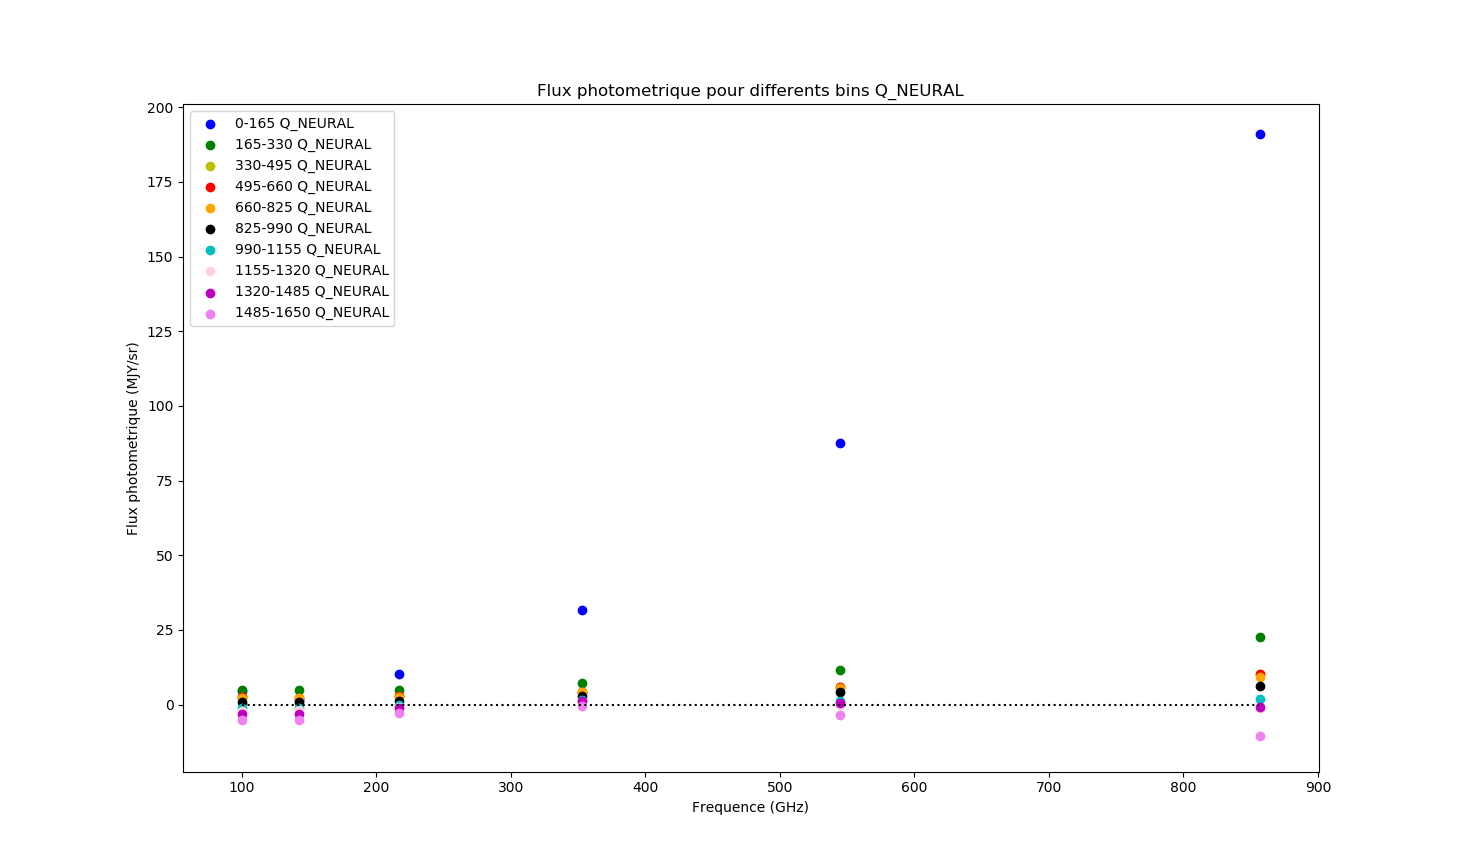 Flux photometrique pour differents bins Q_NEURAL
200
175
150
125
100
75
50
25
0
Flux photometrique (MJY/sr)
0-165 Q_NEURAL
165-330 Q_NEURAL
330-495 Q_NEURAL
495-660 Q_NEURAL
660-825 Q_NEURAL
825-990 Q_NEURAL
990-1155 Q_NEURAL
1155-1320 Q_NEURAL
1320-1485 Q_NEURAL
1485-1650 Q_NEURAL
100 200 300 400 500 600 700 800 900
Frequence (GHz)